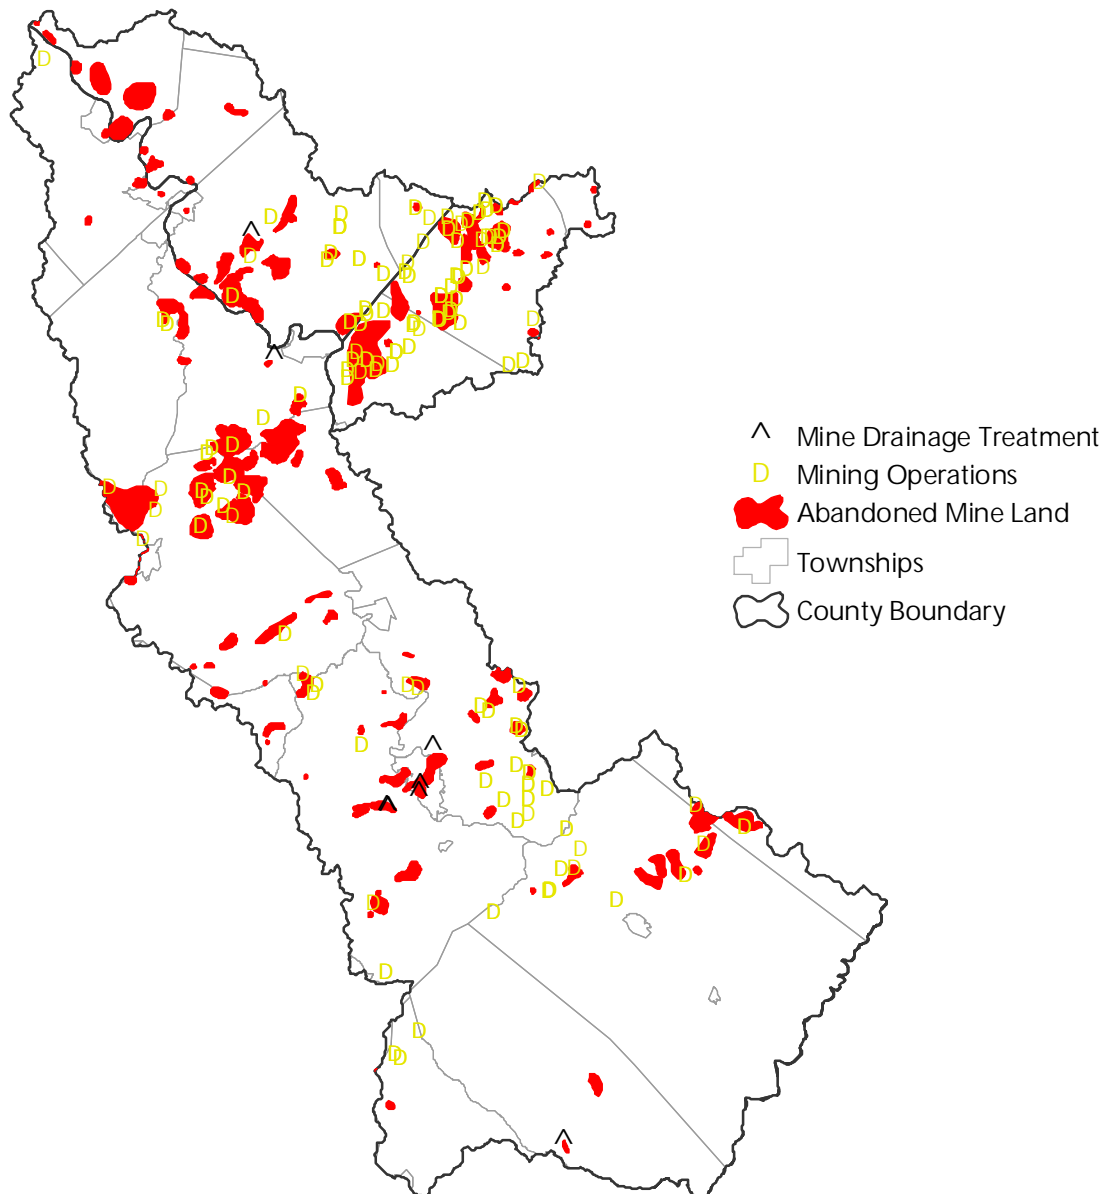 Mine Drainage Treatment
Mining Operations
Abandoned Mine Land
Townships
County Boundary